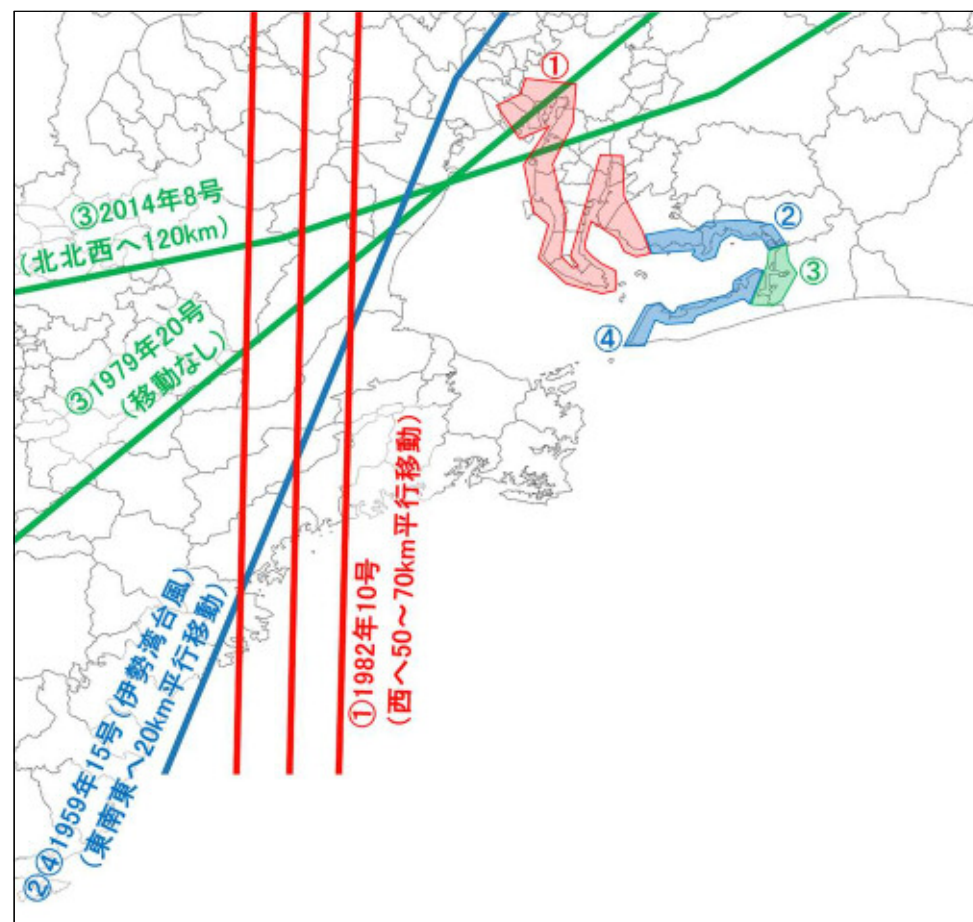 ①
②
③
④
③2014年8号
(北北西へ120km)
③1979年20号
(移動なし)
①1982年10号
(西へ50～70km平行移動)
②④1959年15号(伊勢湾台風)
(東南東へ20km平行移動)